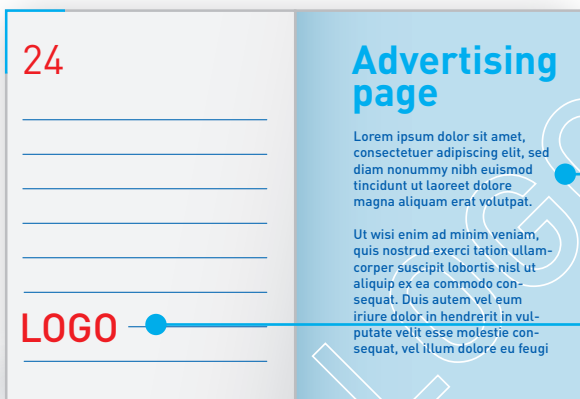 24
LOGO
Advertising
page
Lorem ipsum dolor sit amet,
consectetuer adipiscing elit, sed
diam nonummy nibh euismod
tincidunt ut laoreet dolore
magna aliquam erat volutpat.
Ut wisi enim ad minim veniam,
quis nostrud exerci tation ullam-
corper suscipit lobortis nisl ut
aliquip ex ea commodo con-
sequat. Duis autem vel eum
iriure dolor in hendrerit in vul-
putate velit esse molestie con-
sequat, vel illum dolore eu feugi